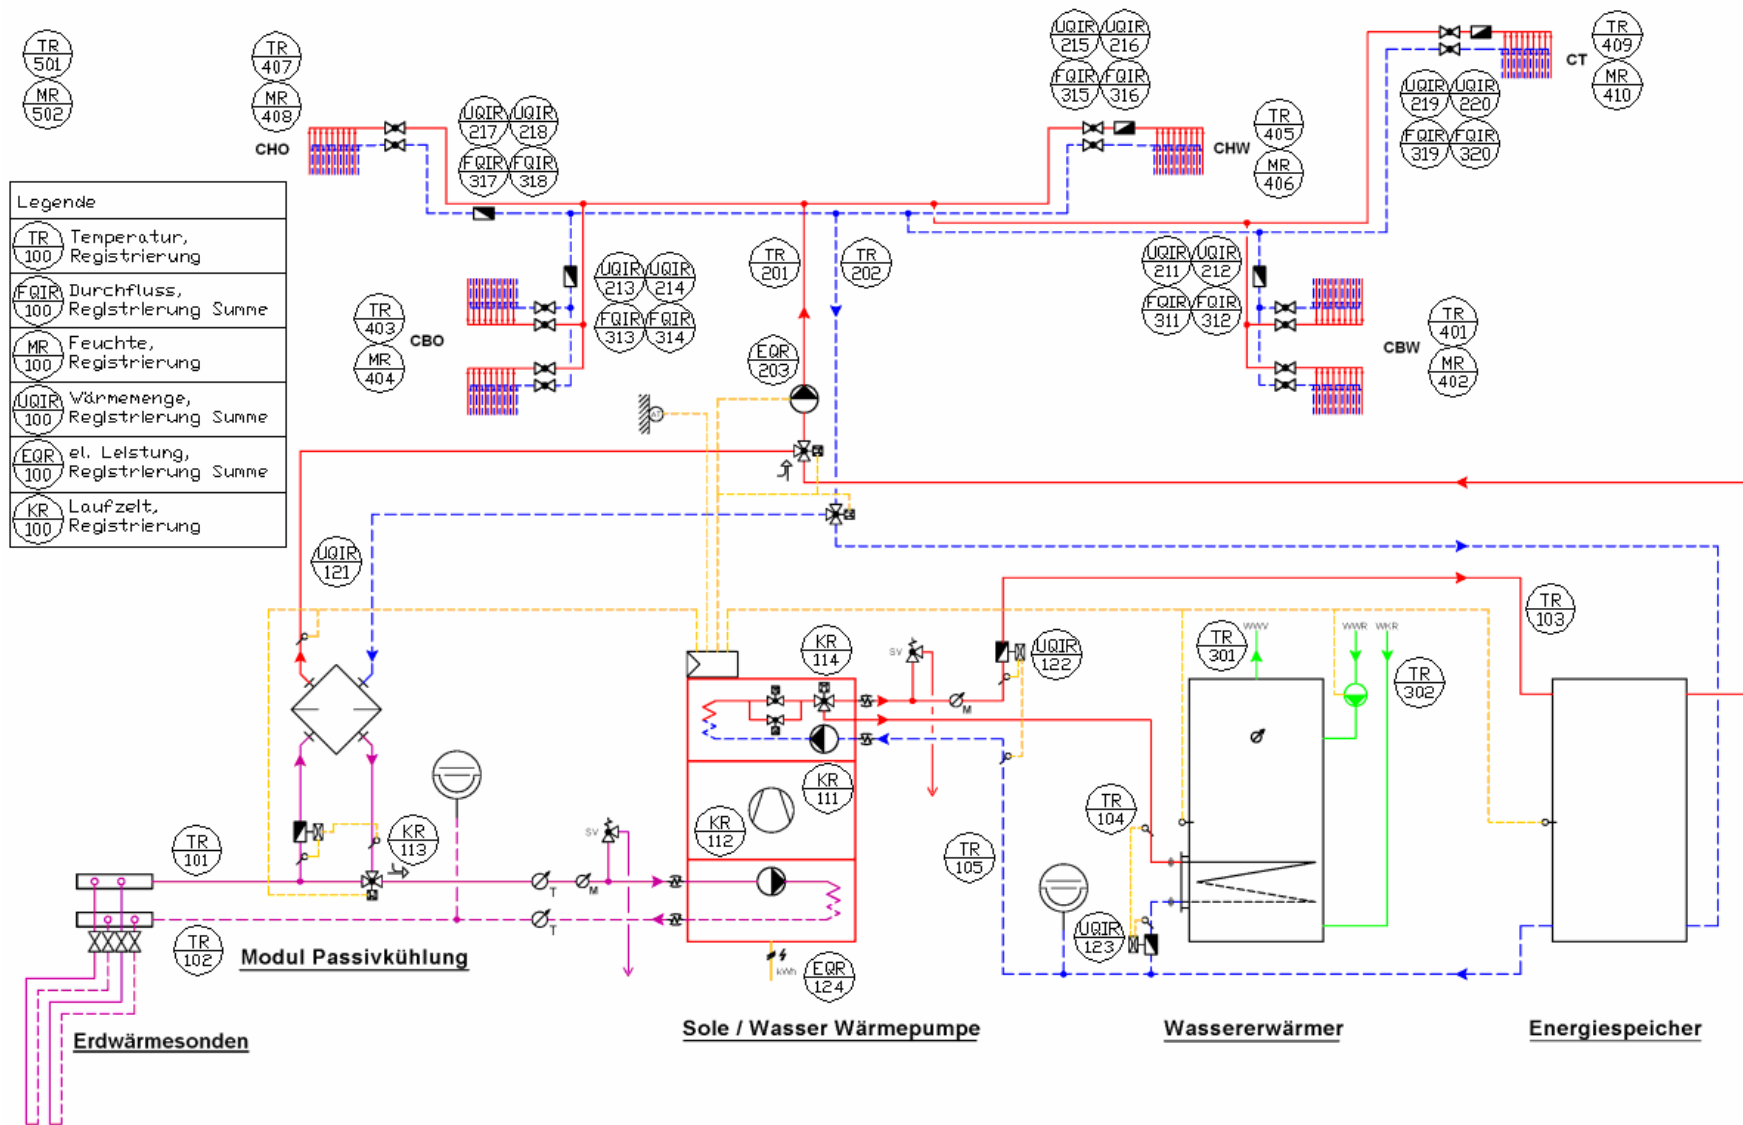 TR
501
MR
502
TR
407
MR
408
CHO
UQIR
217
UQIR
218
FQIR
317
FQIR
318
UQIR
215
UQIR
216
FQIR
315
FQIR
316
TR
405
CHW
MR
406
CT
TR
409
MR
410
UQIR
219
UQIR
220
FQIR
319
FQIR
320
Legende
TR
100
Temperatur,
Registrierung
FQIR
100
Durchfluss,
Registrierung Summe
MR
100
Feuchte,
Registrierung
UQIR
100
Wärmemenge,
Registrierung Summe
EQR
100
el. Leistung,
Registrierung Summe
KR
100
Laufzeit,
Registrierung
TR
403
CBO
MR
404
UQIR
213
UQIR
214
FQIR
313
FQIR
314
TR
201
TR
202
EQR
203
UQIR
211
UQIR
212
FQIR
311
FQIR
312
TR
401
CBW
MR
402
AT
UQIR
121
KR
114
SV
UQIR
122
M
TR
301
WWV
WWR
WKR
TR
302
TR
103
KR
111
KR
112
KR
113
SV
TR
101
T
M
TR
104
TR
105
T
TR
102
UQIR
123
kWh
EQR
124
Modul Passivkühlung
Erdwärmesonden
Sole / Wasser Wärmepumpe
Wassererwärmer
Energiespeicher